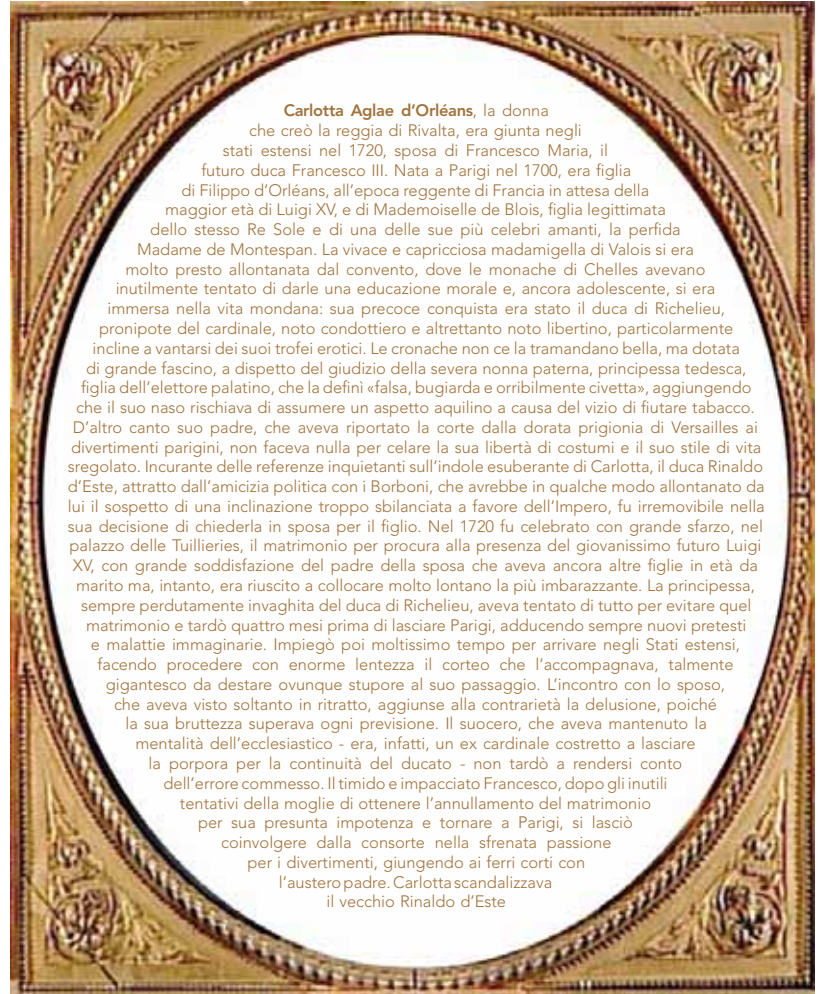 Carlotta Aglae d’Orléans, la donna
che creò la reggia di Rivalta, era giunta negli
stati estensi nel 1720, sposa di Francesco Maria, il
futuro duca Francesco III. Nata a Parigi nel 1700, era figlia
di Filippo d’Orléans, all’epoca reggente di Francia in attesa della
maggior età di Luigi XV, e di Mademoiselle de Blois, figlia legittimata
dello stesso Re Sole e di una delle sue più celebri amanti, la perfida
Madame de Montespan. La vivace e capricciosa madamigella di Valois si era
molto presto allontanata dal convento, dove le monache di Chelles avevano
inutilmente tentato di darle una educazione morale e, ancora adolescente, si era
immersa nella vita mondana: sua precoce conquista era stato il duca di Richelieu,
pronipote del cardinale, noto condottiero e altrettanto noto libertino, particolarmente
incline a vantarsi dei suoi trofei erotici. Le cronache non ce la tramandano bella, ma dotata
di grande fascino, a dispetto del giudizio della severa nonna paterna, principessa tedesca,
figlia dell’elettore palatino, che la definì «falsa, bugiarda e orribilmente civetta», aggiungendo
che il suo naso rischiava di assumere un aspetto aquilino a causa del vizio di fiutare tabacco.
D’altro canto suo padre, che aveva riportato la corte dalla dorata prigionia di Versailles ai
divertimenti parigini, non faceva nulla per celare la sua libertà di costumi e il suo stile di vita
sregolato. Incurante delle referenze inquietanti sull’indole esuberante di Carlotta, il duca Rinaldo
d’Este, attratto dall’amicizia politica con i Borboni, che avrebbe in qualche modo allontanato da
lui il sospetto di una inclinazione troppo sbilanciata a favore dell’Impero, fu irremovibile nella
sua decisione di chiederla in sposa per il figlio. Nel 1720 fu celebrato con grande sfarzo, nel
palazzo delle Tuillieries, il matrimonio per procura alla presenza del giovanissimo futuro Luigi
XV, con grande soddisfazione del padre della sposa che aveva ancora altre figlie in età da
marito ma, intanto, era riuscito a collocare molto lontano la più imbarazzante. La principessa,
sempre perdutamente invaghita del duca di Richelieu, aveva tentato di tutto per evitare quel
matrimonio e tardò quattro mesi prima di lasciare Parigi, adducendo sempre nuovi pretesti
e malattie immaginarie. Impiegò poi moltissimo tempo per arrivare negli Stati estensi,
facendo procedere con enorme lentezza il corteo che l’accompagnava, talmente
gigantesco da destare ovunque stupore al suo passaggio. L’incontro con lo sposo,
che aveva visto soltanto in ritratto, aggiunse alla contrarietà la delusione, poiché
la sua bruttezza superava ogni previsione. Il suocero, che aveva mantenuto la
mentalità dell’ecclesiastico - era, infatti, un ex cardinale costretto a lasciare
la porpora per la continuità del ducato - non tardò a rendersi conto
dell’errore commesso. Il timido e impacciato Francesco, dopo gli inutili
tentativi della moglie di ottenere l’annullamento del matrimonio
per sua presunta impotenza e tornare a Parigi, si lasciò
coinvolgere dalla consorte nella sfrenata passione
per i divertimenti, giungendo ai ferri corti con
l’austero padre. Carlotta scandalizzava
il vecchio Rinaldo d’Este